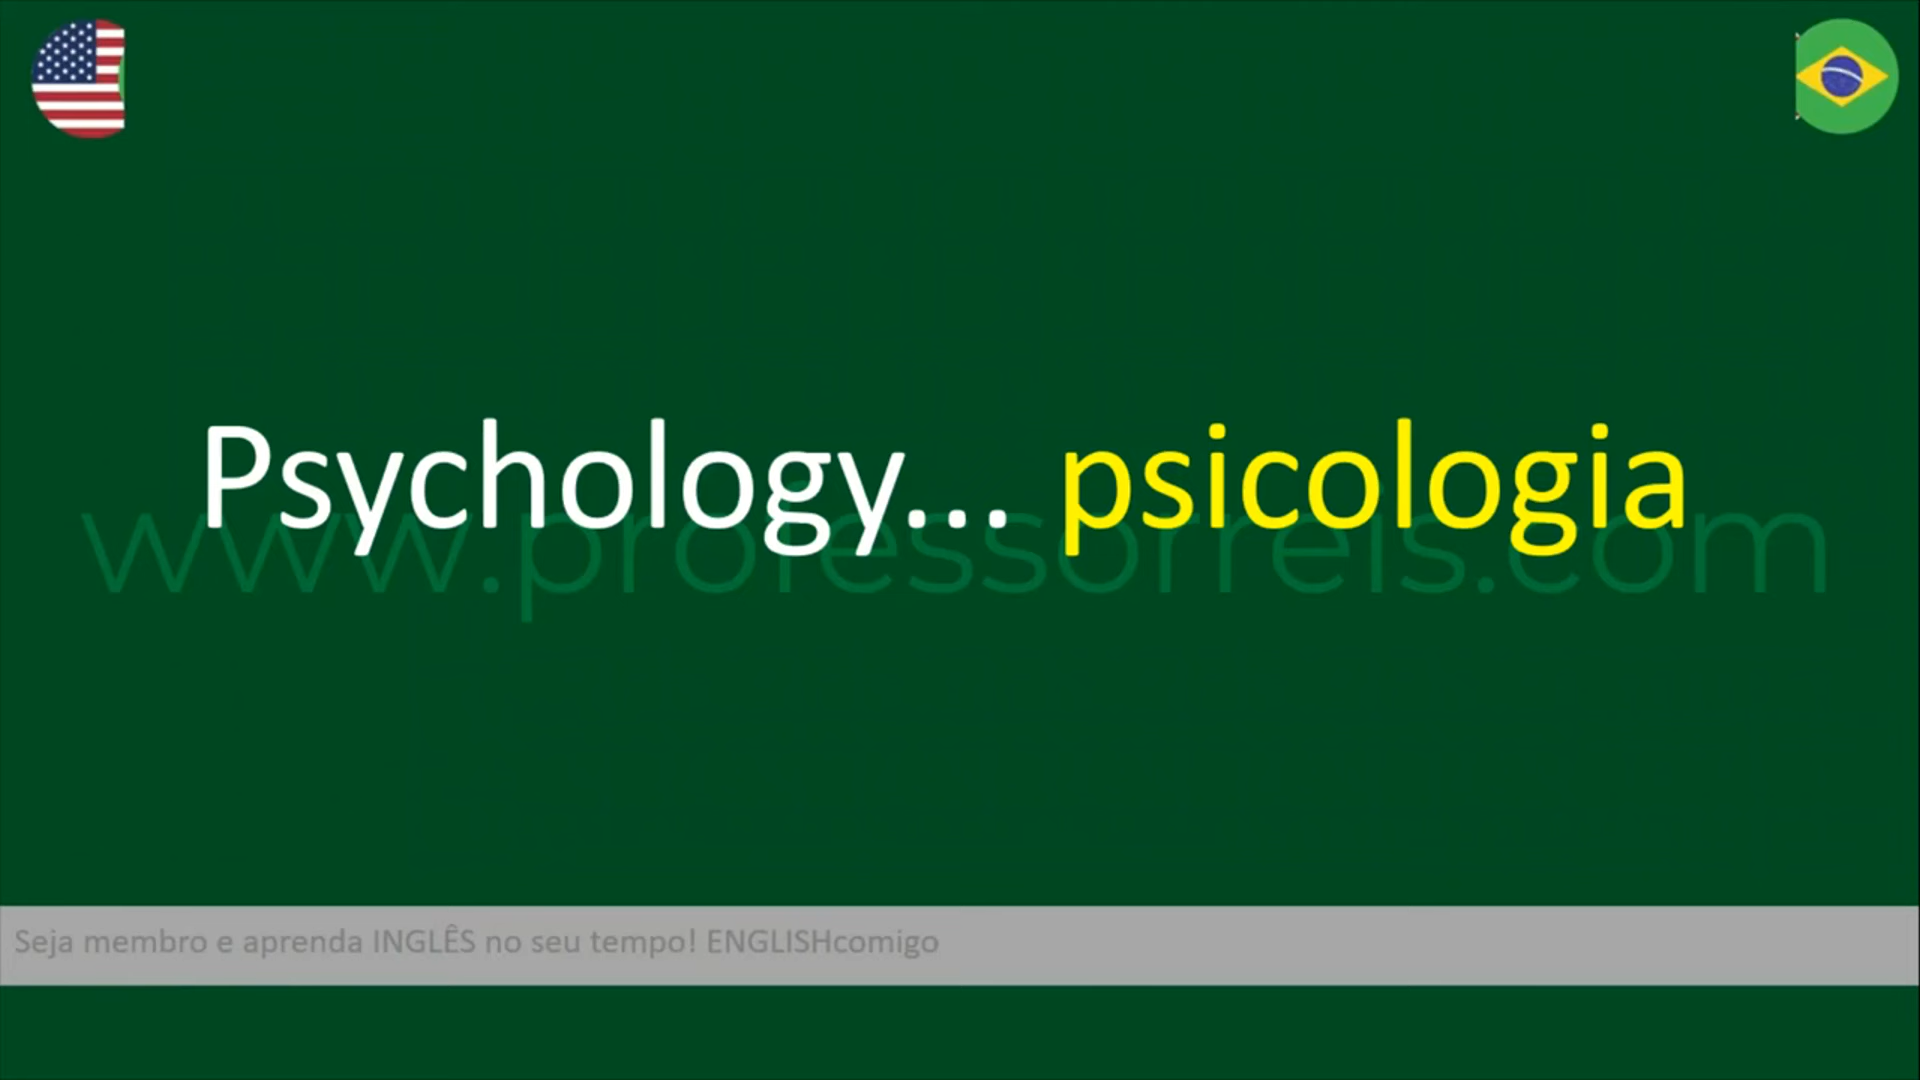 Psychology... psicologia
www.professorreis.com
Seja membro e aprenda INGLÊS no seu tempo! ENGLISHcomigo